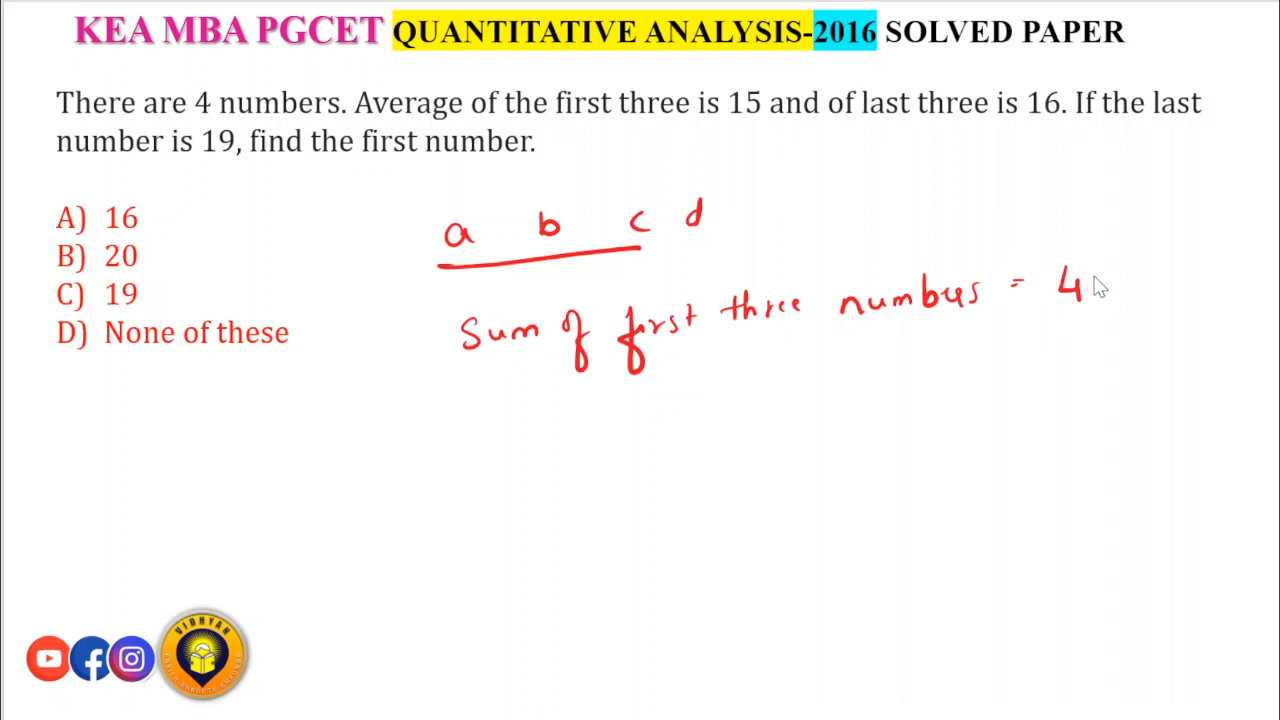 KEA MBA PGCET QUANTITATIVE ANALYSIS-2016 SOLVED PAPER
There are 4 numbers. Average of the first three is 15 and of last three is 16. If the last
number is 19, find the first number.
A) 16
B) 20
C) 19
D) None of these
a b c d
Sum of first three numbers = 4
VIDHYAN